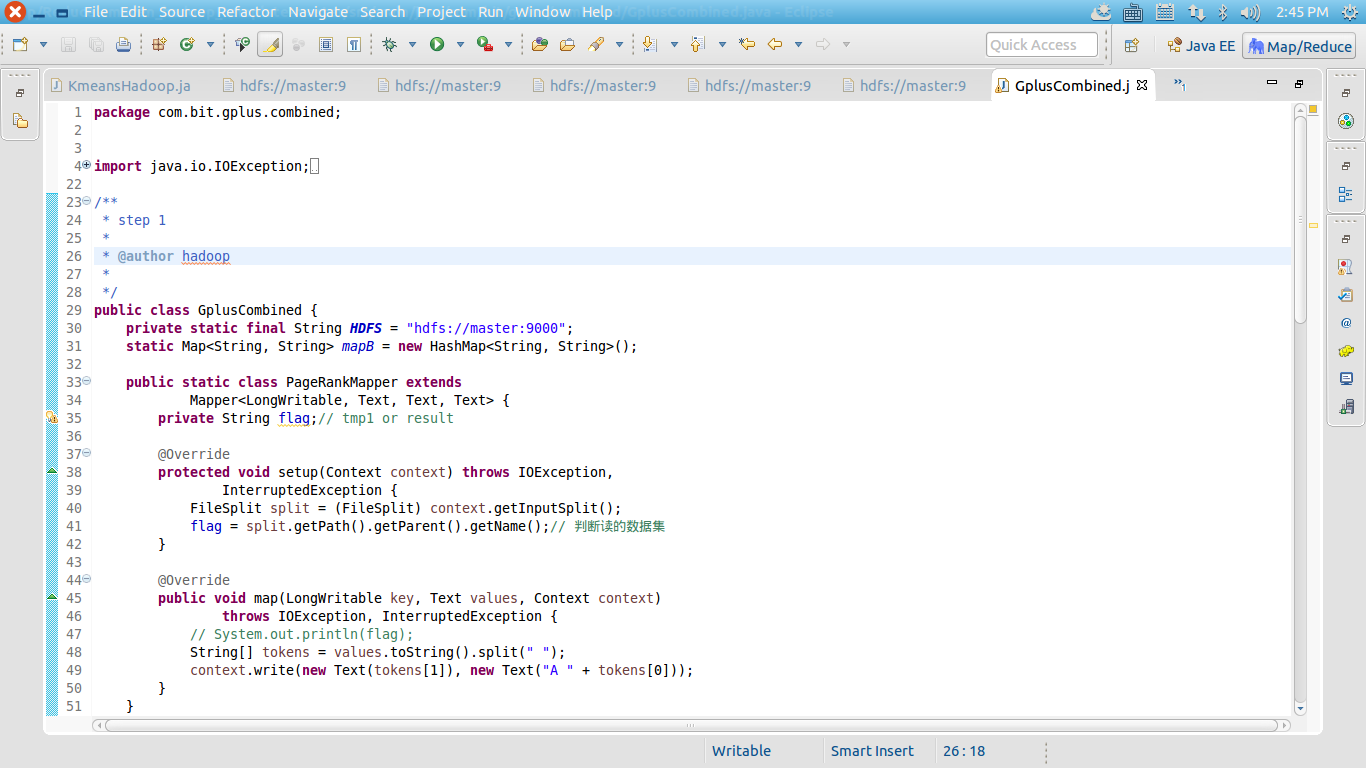 File Edit Source Refactor Navigate Search Project Run Window Help
2:45 PM
Quick Access
Java EE
Map/Reduce
KmeansHadoop.ja
hdfs://master:9
hdfs://master:9
hdfs://master:9
hdfs://master:9
hdfs://master:9
GplusCombined.j
»1
1 package com.bit.gplus.combined;
2
3
4 import java.io.IOException;
22
23 /**
24 * step 1
25 *
26 * @author hadoop
27 *
28 */
29 public class GplusCombined {
30 private static final String HDFS = "hdfs://master:9000";
31 static Map<String, String> mapB = new HashMap<String, String>();
32
33 public static class PageRankMapper extends
34 Mapper<LongWritable, Text, Text, Text> {
35 private String flag;// tmp1 or result
36
37 @Override
38 protected void setup(Context context) throws IOException,
39 InterruptedException {
40 FileSplit split = (FileSplit) context.getInputSplit();
41 flag = split.getPath().getParent().getName();// 判断读的数据集
42 }
43
44 @Override
45 public void map(LongWritable key, Text values, Context context)
46 throws IOException, InterruptedException {
47 // System.out.println(flag);
48 String[] tokens = values.toString().split(" ");
49 context.write(new Text(tokens[1]), new Text("A " + tokens[0]));
50 }
51 }
Writable
Smart Insert
26 : 18